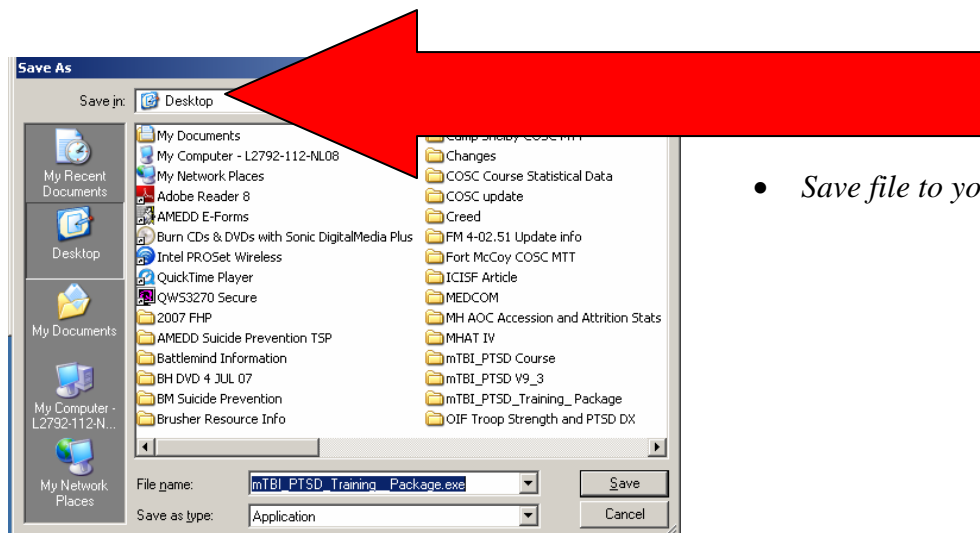 Save As
Save in: Desktop
My Recent
Documents
Desktop
My Documents
My Computer -
L2792-112-N...
My Network
Places
My Documents
My Computer - L2792-112-NL08
My Network Places
Adobe Reader 8
AMEDD E-Forms
Burn CDs & DVDs with Sonic DigitalMedia Plus
Intel PROSet Wireless
QuickTime Player
QWS3270 Secure
2007 FHP
AMEDD Suicide Prevention TSP
Battlemind Information
BH DVD 4 JUL 07
BM Suicide Prevention
Brusher Resource Info
Camp Shelby COSC MTT
Changes
COSC Course Statistical Data
COSC update
Creed
FM 4-02.51 Update info
Fort McCoy COSC MTT
ICISF Article
MEDCOM
MH AOC Accession and Attrition Stats
MHAT IV
mTBI_PTSD Course
mTBI_PTSD V9_3
mTBI_PTSD_Training_ Package
OIF Troop Strength and PTSD DX
File name: mTBI_PTSD_Training__Package.exe Save
Save as type: Application Cancel
• Save file to yo